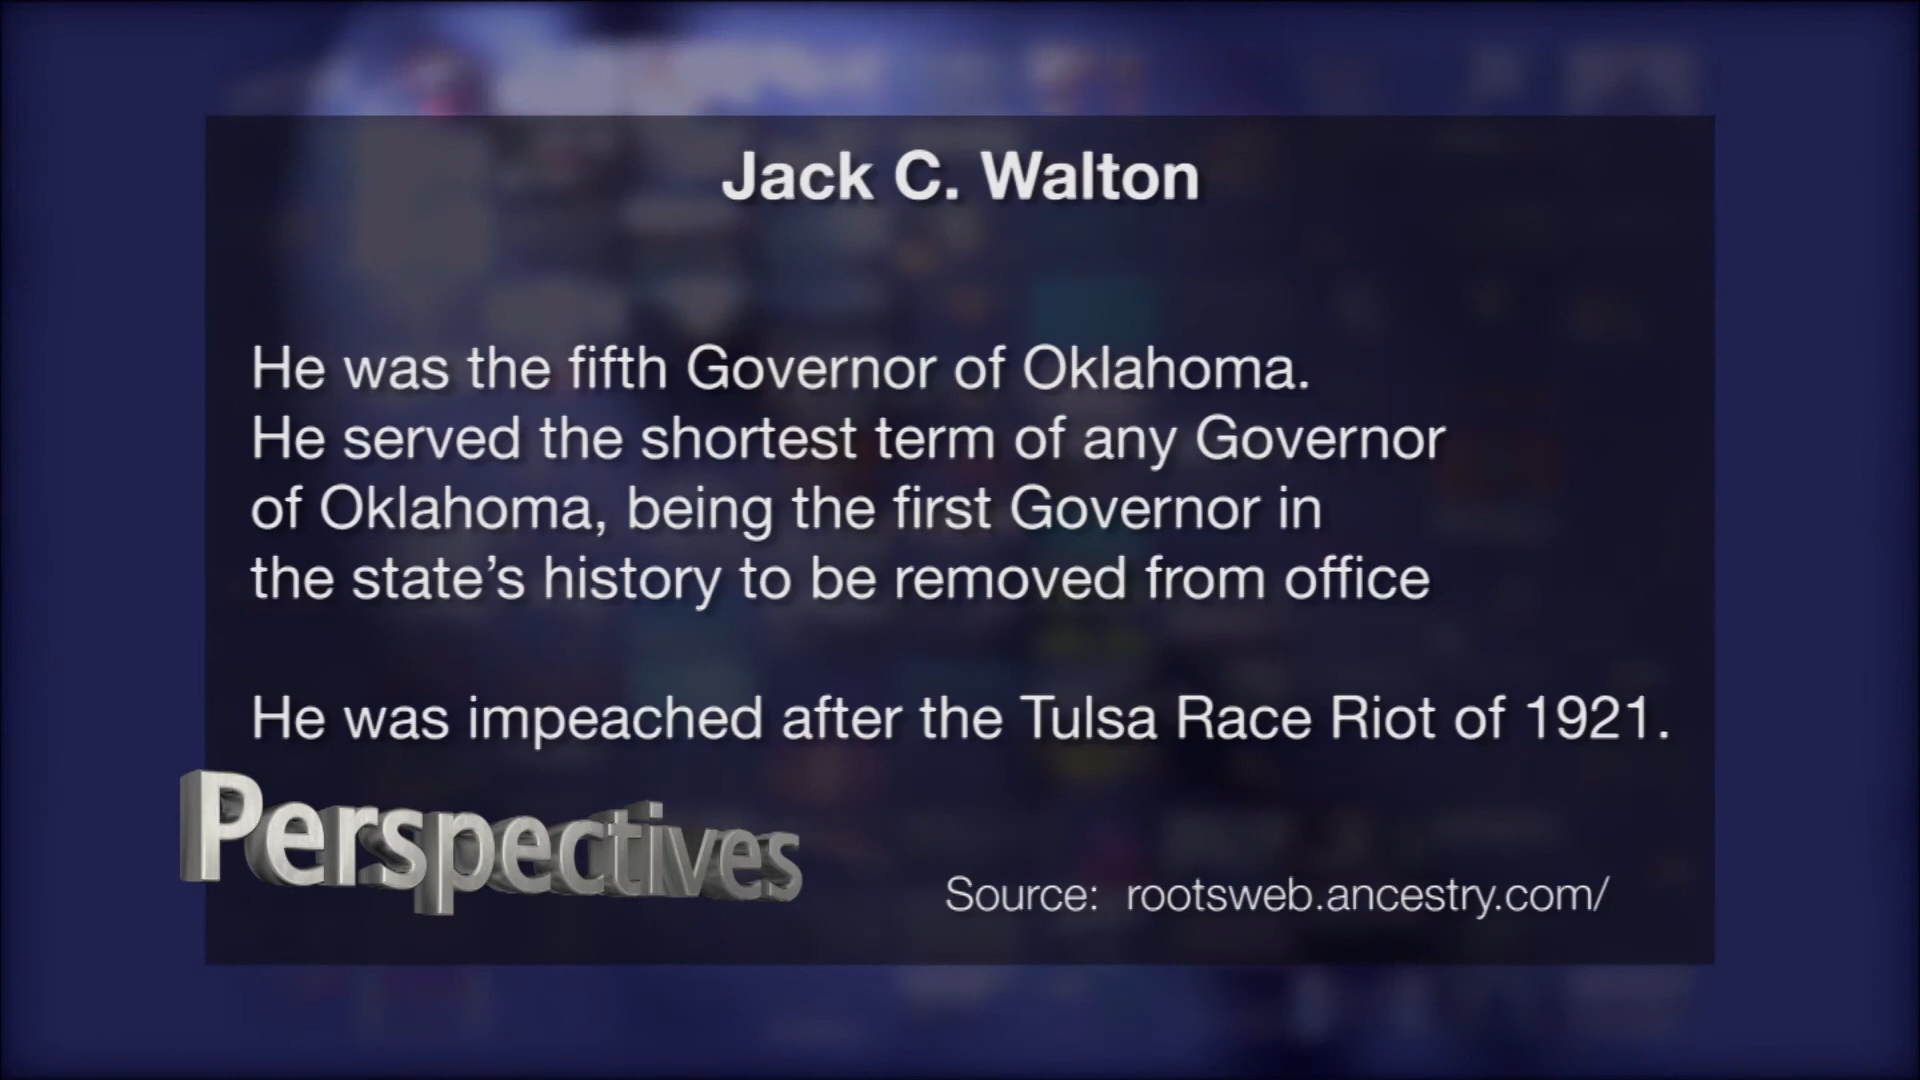 Jack C. Walton
He was the fifth Governor of Oklahoma.
He served the shortest term of any Governor
of Oklahoma, being the first Governor in
the state’s history to be removed from office
He was impeached after the Tulsa Race Riot of 1921.
Perspectives
Source: rootsweb.ancestry.com/